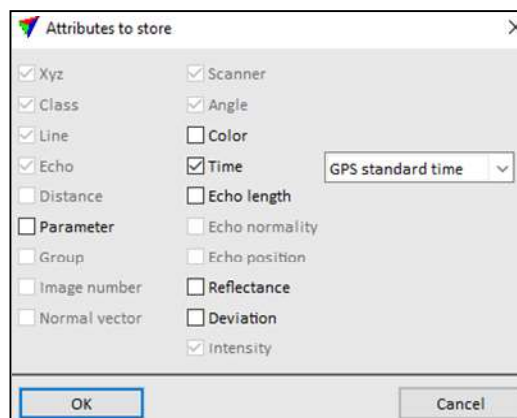 Attributes to store
Xyz
Class
Line
Echo
Distance
Parameter
Group
Image number
Normal vector
Scanner
Angle
Color
Time GPS standard time
Echo length
Echo normality
Echo position
Reflectance
Deviation
Intensity
OK Cancel